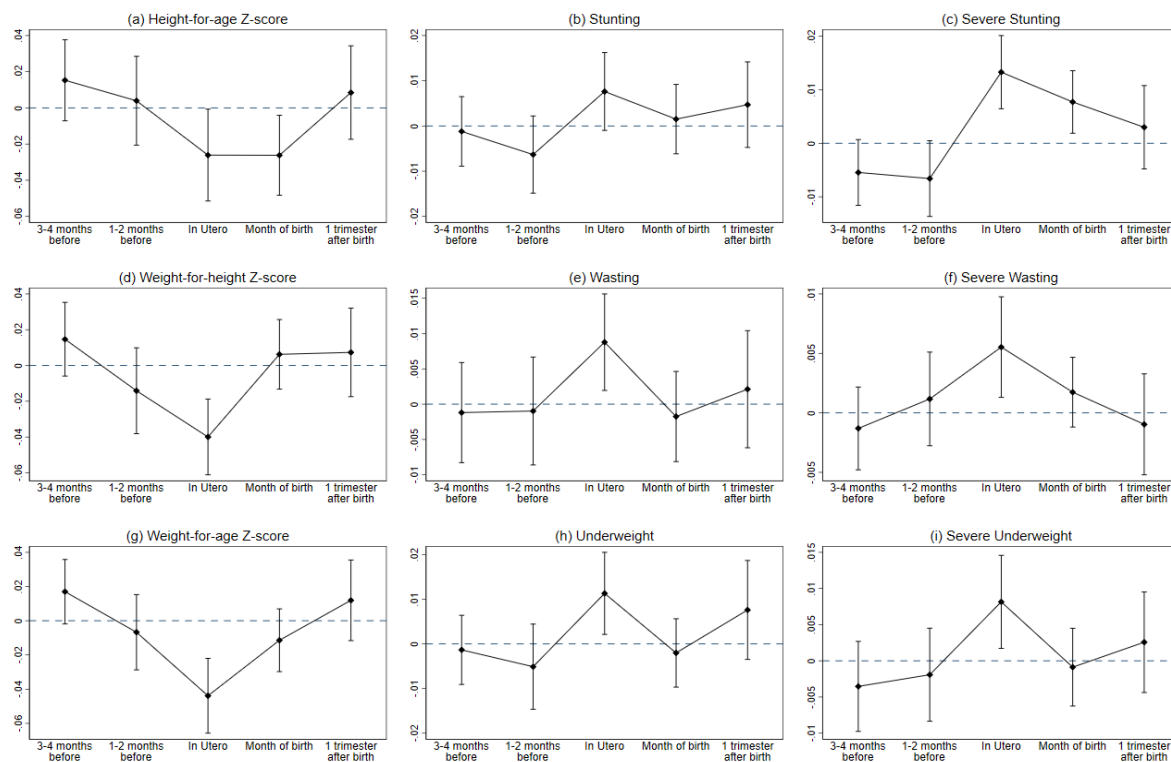 (a) Height-for-age Z-score
.04
.02
0
-.02
-.04
-.06
3-4 months
before
1-2 months
before
In Utero
Month of birth
1 trimester
after birth
(b) Stunting
.02
.01
0
-.01
-.02
3-4 months
before
1-2 months
before
In Utero
Month of birth
1 trimester
after birth
(c) Severe Stunting
.02
.01
0
-.01
3-4 months
before
1-2 months
before
In Utero
Month of birth
1 trimester
after birth
(d) Weight-for-height Z-score
.04
.02
0
-.02
-.04
-.06
3-4 months
before
1-2 months
before
In Utero
Month of birth
1 trimester
after birth
(e) Wasting
.015
.01
.005
0
-.005
-.01
3-4 months
before
1-2 months
before
In Utero
Month of birth
1 trimester
after birth
(f) Severe Wasting
.01
.005
0
-.005
3-4 months
before
1-2 months
before
In Utero
Month of birth
1 trimester
after birth
(g) Weight-for-age Z-score
.04
.02
0
-.02
-.04
-.06
3-4 months
before
1-2 months
before
In Utero
Month of birth
1 trimester
after birth
(h) Underweight
.02
.01
0
-.01
-.02
3-4 months
before
1-2 months
before
In Utero
Month of birth
1 trimester
after birth
(i) Severe Underweight
.015
.01
.005
0
-.005
-.01
3-4 months
before
1-2 months
before
In Utero
Month of birth
1 trimester
after birth